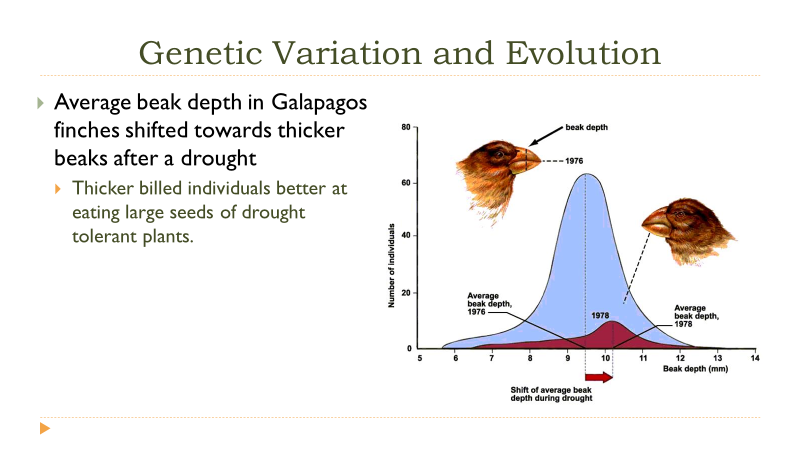 Genetic Variation and Evolution
Average beak depth in Galapagos
finches shifted towards thicker
beaks after a drought
Thicker billed individuals better at
eating large seeds of drought
tolerant plants.
80
60
40
20
0
Number of individuals
beak depth
1976
Average
beak depth,
1976
1978
Average
beak depth,
1978
5 6 7 8 9 10 11 12 13 14
Beak depth (mm)
Shift of average beak
depth during drought